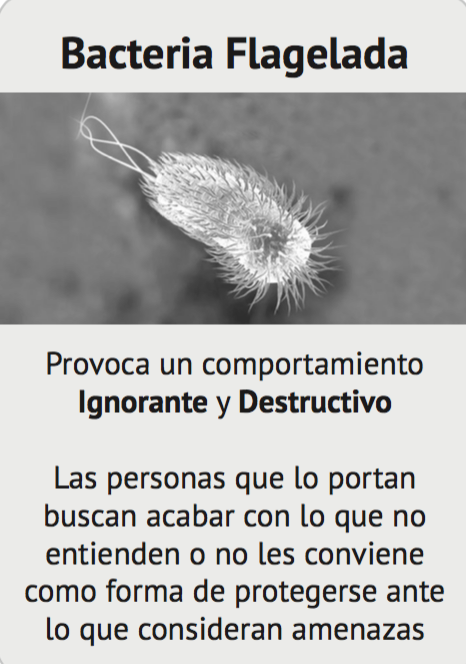 Bacteria Flagelada
Provoca un comportamiento
Ignorante y Destructivo
Las personas que lo portan
buscan acabar con lo que no
entienden o no les conviene
como forma de protegerse ante
lo que consideran amenazas